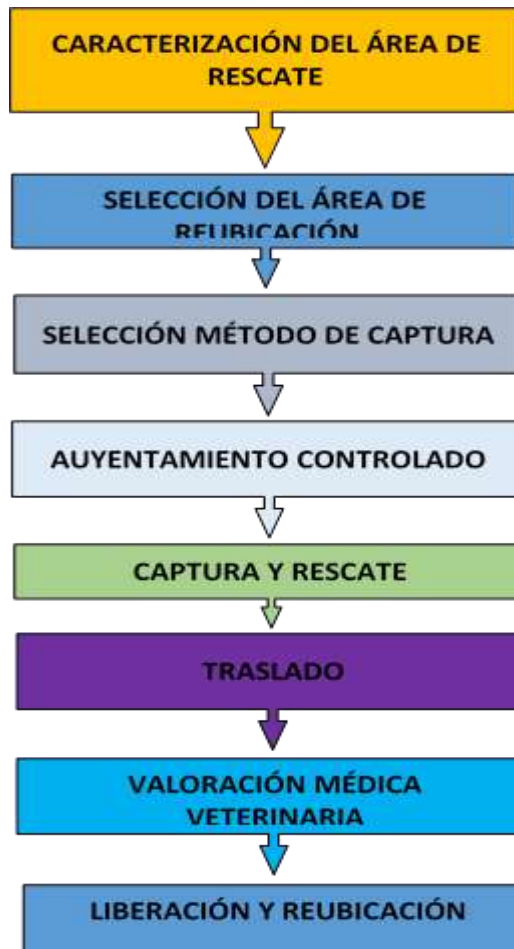 CARACTERIZACIÓN DEL ÁREA DE
RESCATE
SELECCIÓN DEL ÁREA DE
REUBICACIÓN
SELECCIÓN MÉTODO DE CAPTURA
AUYENTAMIENTO CONTROLADO
CAPTURA Y RESCATE
TRASLADO
VALORACIÓN MÉDICA
VETERINARIA
LIBERACIÓN Y REUBICACIÓN